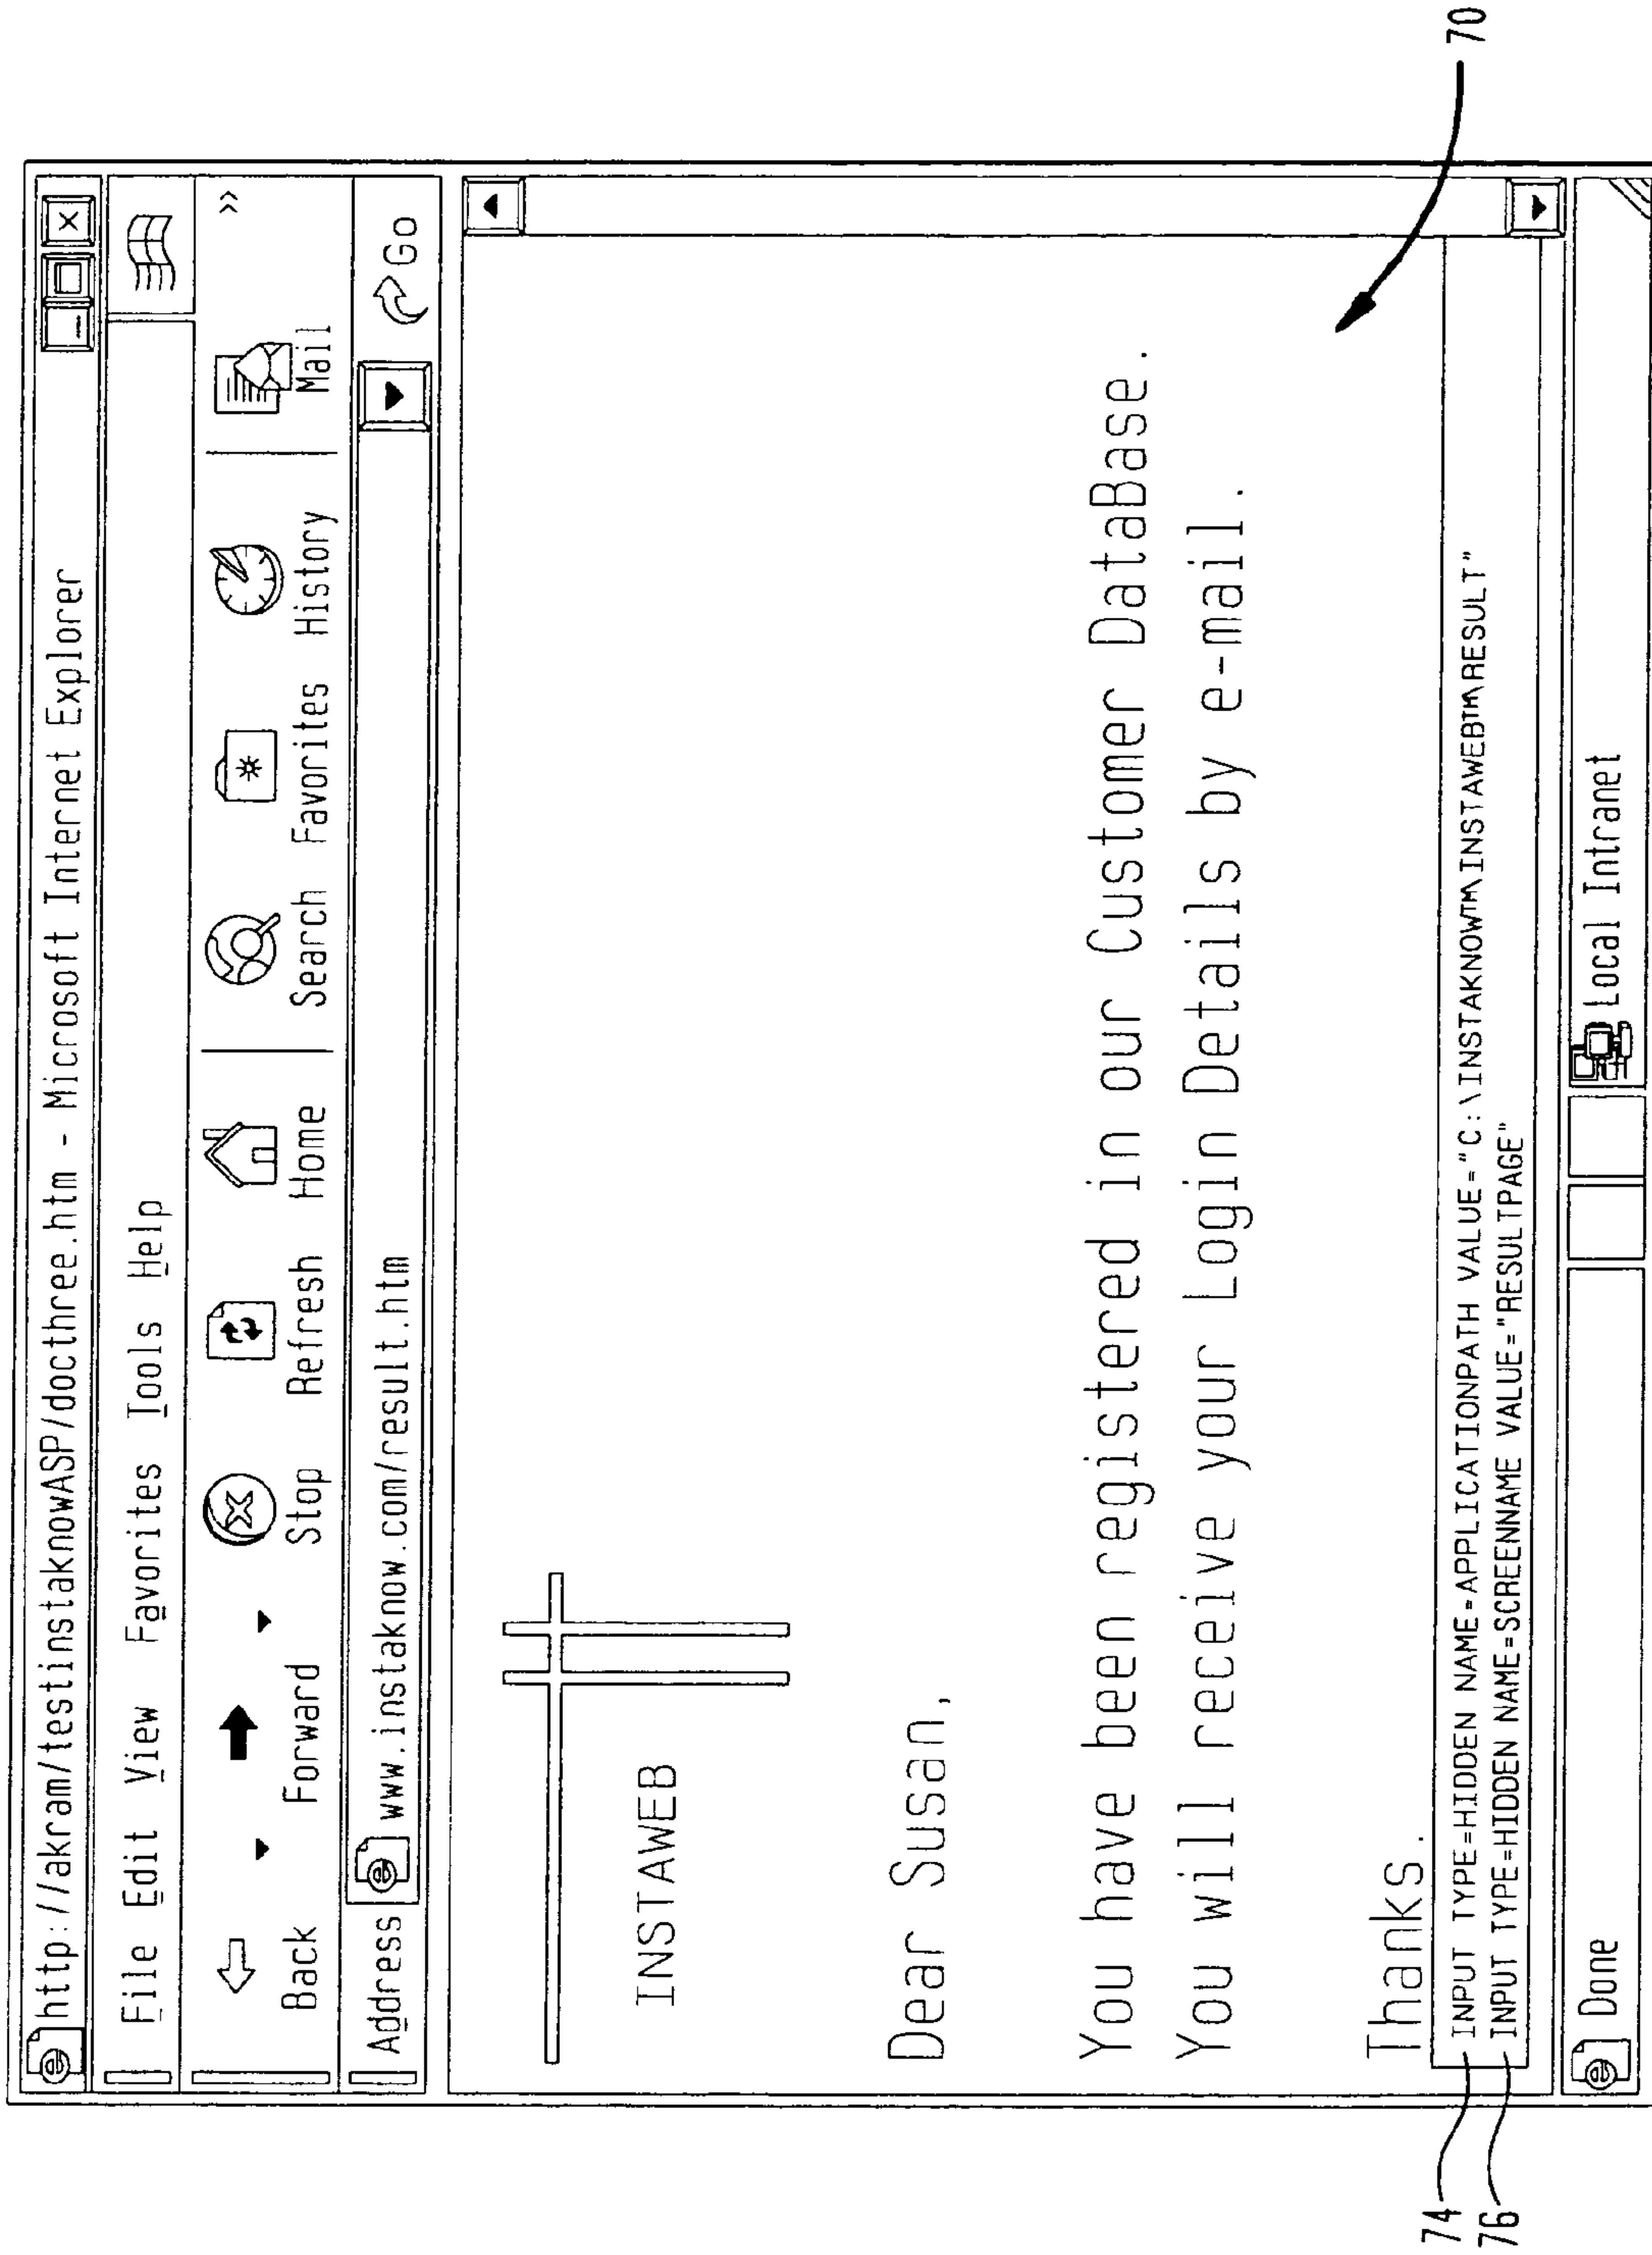 http://akram/testinstaknowASP/docthree.htm - Microsoft Internet Explorer
File Edit View Favorites Tools Help
Back Forward Stop Refresh Home Search Favorites History Mail »
Address www.instaknow.com/result.htm Go
INSTAWEB
Dear Susan,
You have been registered in our Customer DataBase.
You will receive your Login Details by e-mail.
Thanks.
70
74 INPUT TYPE=HIDDEN NAME=APPLICATIONPATH VALUE="C:\INSTAKNOWTM\INSTAWEBTM\RESULT"
76 INPUT TYPE=HIDDEN NAME=SCREENNAME VALUE="RESULTPAGE"
Done Local Intranet